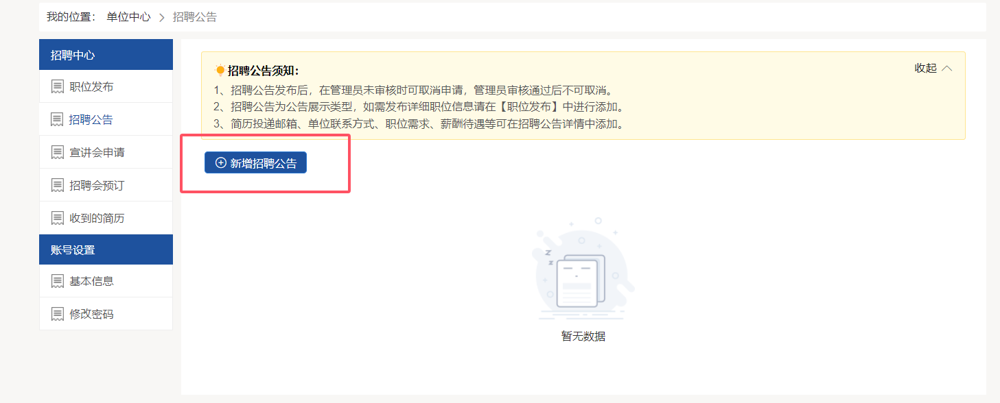 我的位置： 单位中心 > 招聘公告
招聘中心
职位发布
招聘公告
宣讲会申请
招聘会预订
收到的简历
账号设置
基本信息
修改密码
招聘公告须知：
收起
1、招聘公告发布后，在管理员未审核时可取消申请，管理员审核通过后不可取消。
2、招聘公告为公告展示类型，如需发布详细职位信息请在【职位发布】中进行添加。
3、简历投递邮箱、单位联系方式、职位需求、薪酬待遇等可在招聘公告详情中添加。
新增招聘公告
z
z
暂无数据